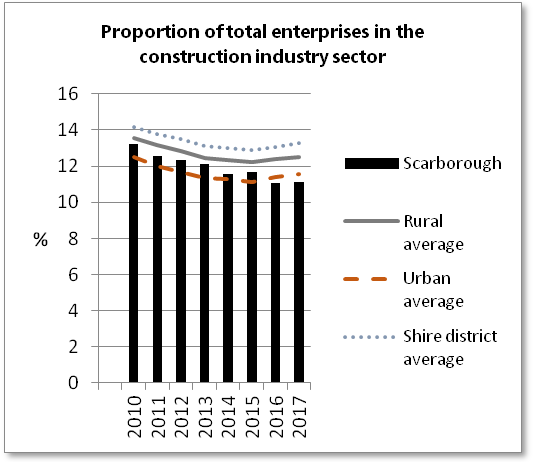 Proportion of total enterprises in the
construction industry sector
16
14
12
10
8
6
4
2
0
%
2010
2011
2012
2013
2014
2015
2016
2017
Scarborough
Rural
average
Urban
average
Shire district
average